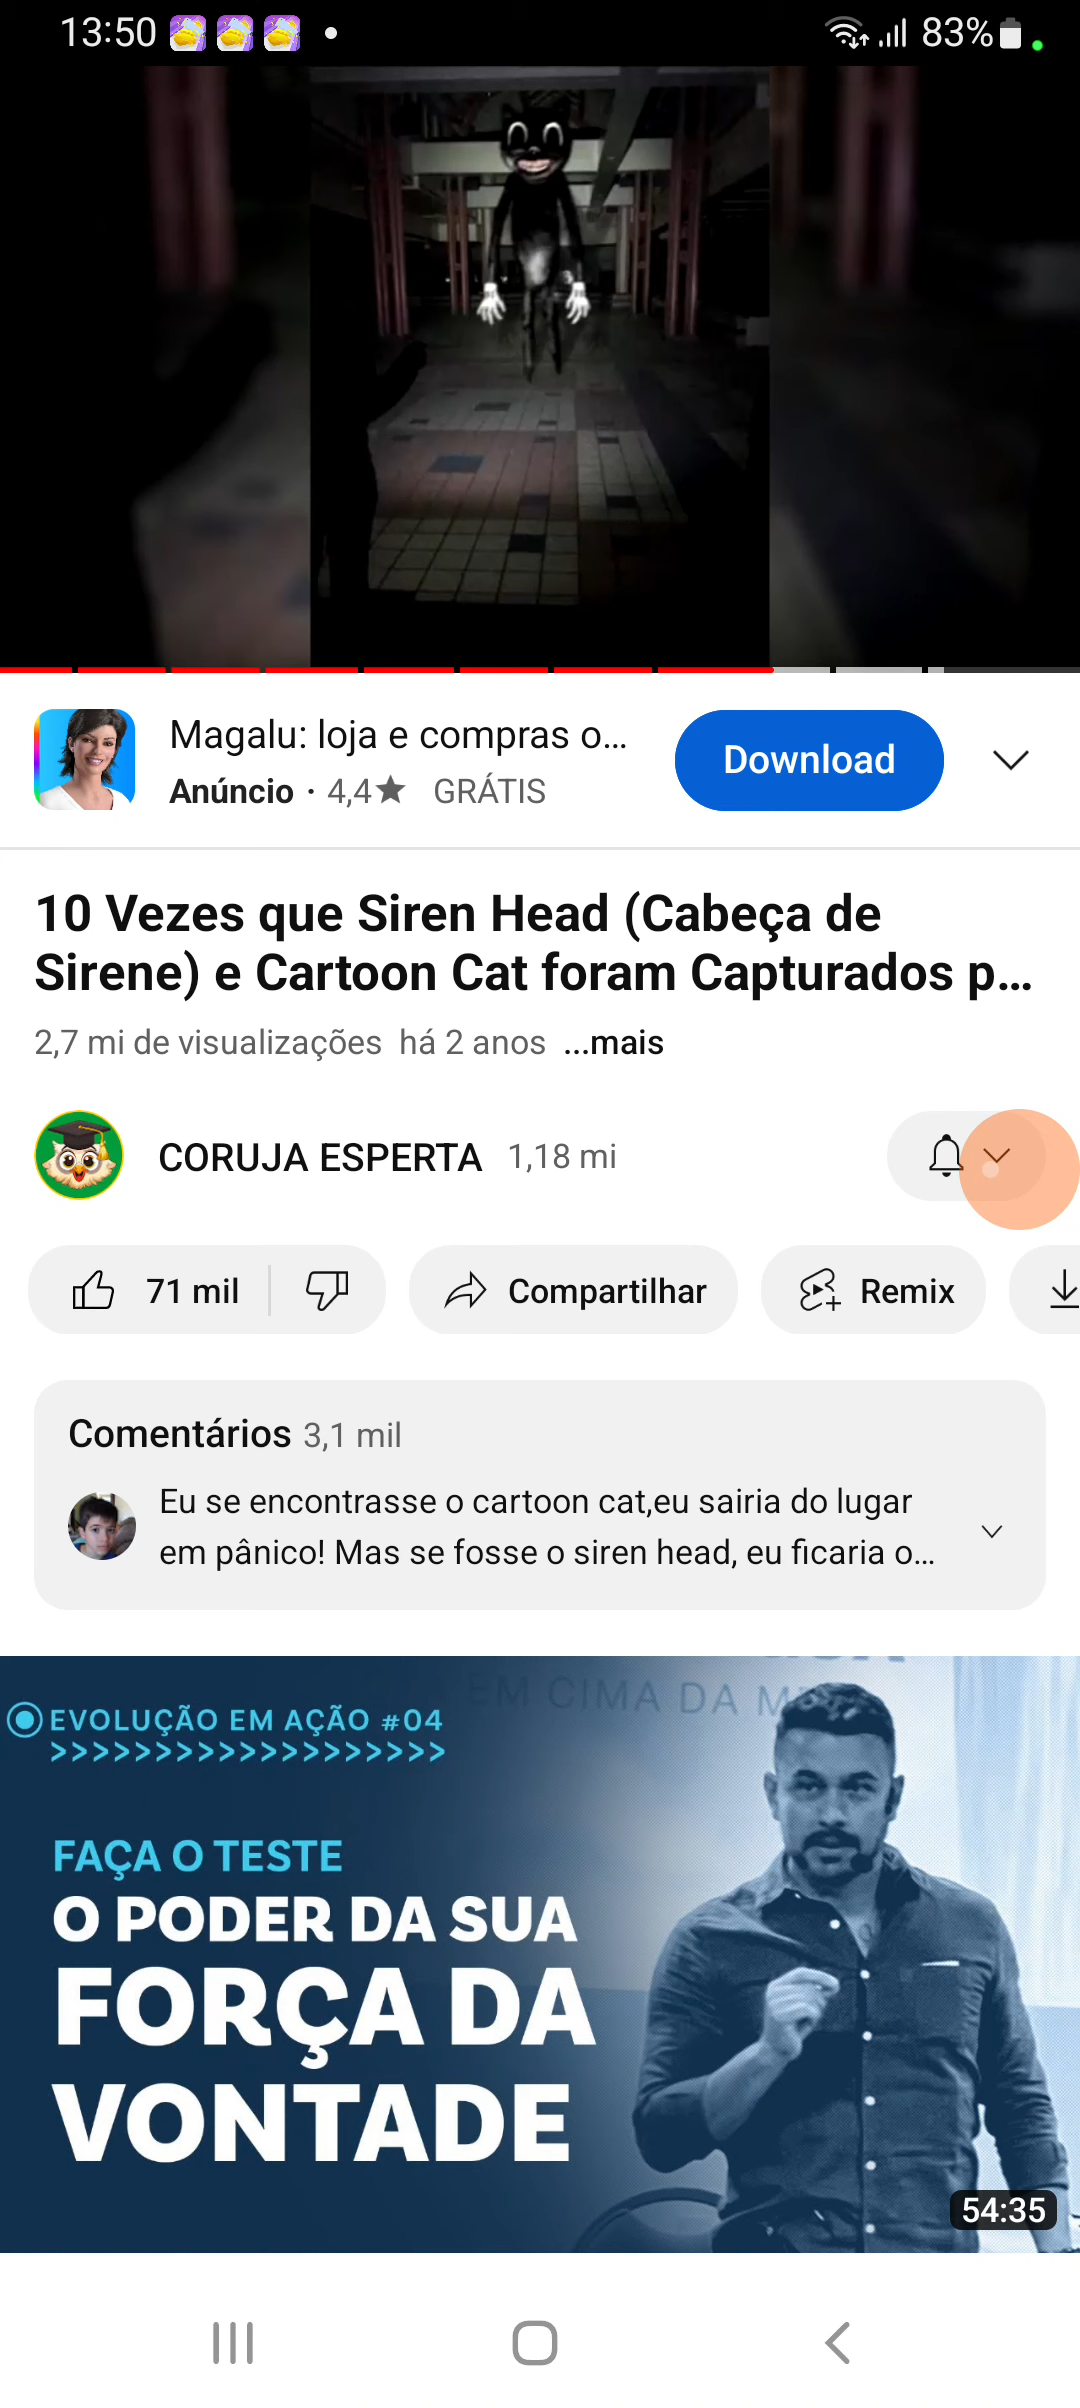 13:50
83%
Magalu: loja e compras o...
Download
Anúncio · 4,4★ GRÁTIS
10 Vezes que Siren Head (Cabeça de
Sirene) e Cartoon Cat foram Capturados p...
2,7 mi de visualizações há 2 anos ...mais
CORUJA ESPERTA 1,18 mi
71 mil
Compartilhar
Remix
Comentários 3,1 mil
Eu se encontrasse o cartoon cat,eu sairia do lugar
em pânico! Mas se fosse o siren head, eu ficaria o...
EM CIMA DA
EVOLUÇÃO EM AÇÃO #04
>>>>>>>>>>>>>>>>>>>
FAÇA O TESTE
O PODER DA SUA
FORÇA DA
VONTADE
54:35